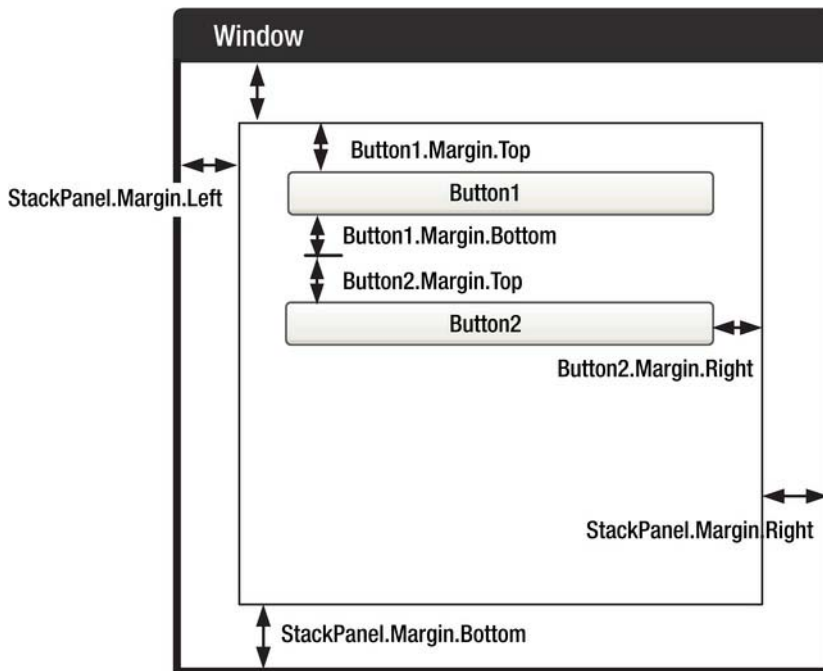 Window
Button1.Margin.Top
StackPanel.Margin.Left
Button1
Button1.Margin.Bottom
Button2.Margin.Top
Button2
Button2.Margin.Right
StackPanel.Margin.Right
StackPanel.Margin.Bottom